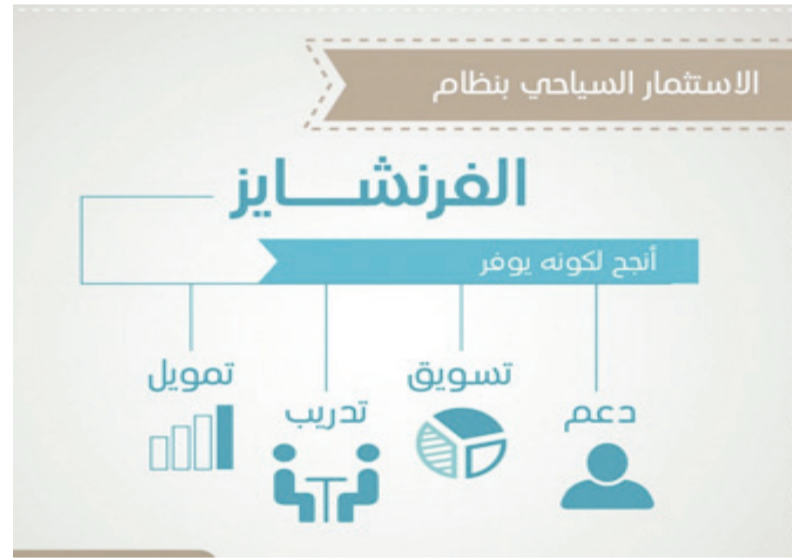 الاستثمار السياحي بنظام
الفرنشـــايز
أنجح لكونه يوفر
دعم
تسويق
تدريب
تمويل